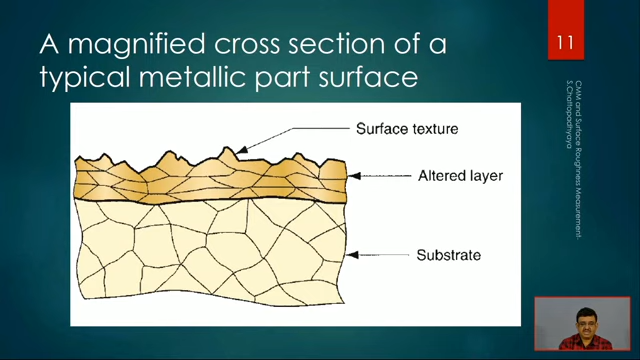 A magnified cross section of a
typical metallic part surface
11
Surface texture
Altered layer
Substrate
CMM and Surface Roughness Measurement-
S.Chattopadhyaya